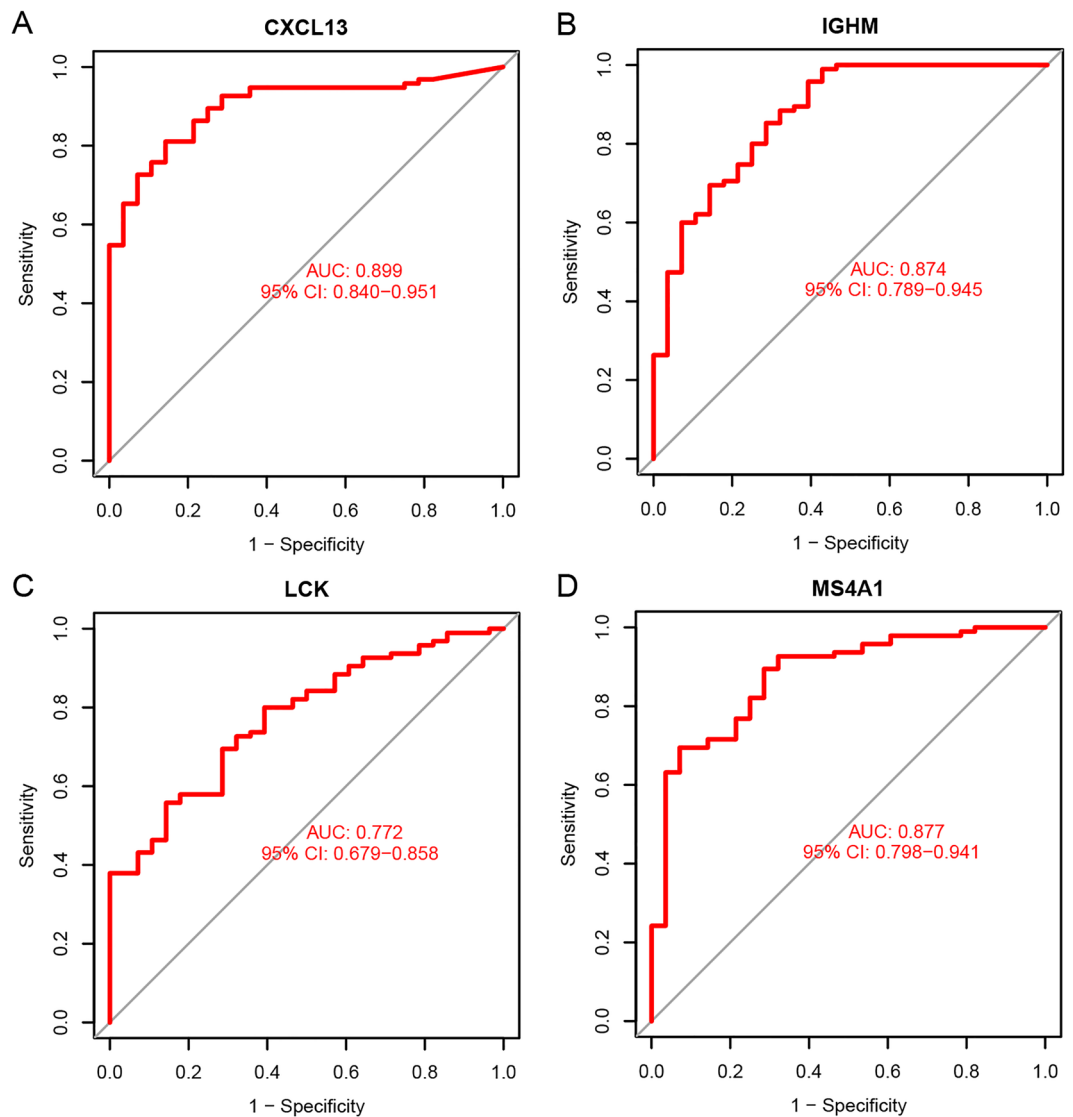 A
CXCL13
Sensitivity
1.0
0.8
0.6
0.4
0.2
0.0
AUC: 0.899
95% CI: 0.840−0.951
0.0 0.2 0.4 0.6 0.8 1.0
1 − Specificity
B
IGHM
Sensitivity
1.0
0.8
0.6
0.4
0.2
0.0
AUC: 0.874
95% CI: 0.789−0.945
0.0 0.2 0.4 0.6 0.8 1.0
1 − Specificity
C
LCK
Sensitivity
1.0
0.8
0.6
0.4
0.2
0.0
AUC: 0.772
95% CI: 0.679−0.858
0.0 0.2 0.4 0.6 0.8 1.0
1 − Specificity
D
MS4A1
Sensitivity
1.0
0.8
0.6
0.4
0.2
0.0
AUC: 0.877
95% CI: 0.798−0.941
0.0 0.2 0.4 0.6 0.8 1.0
1 − Specificity